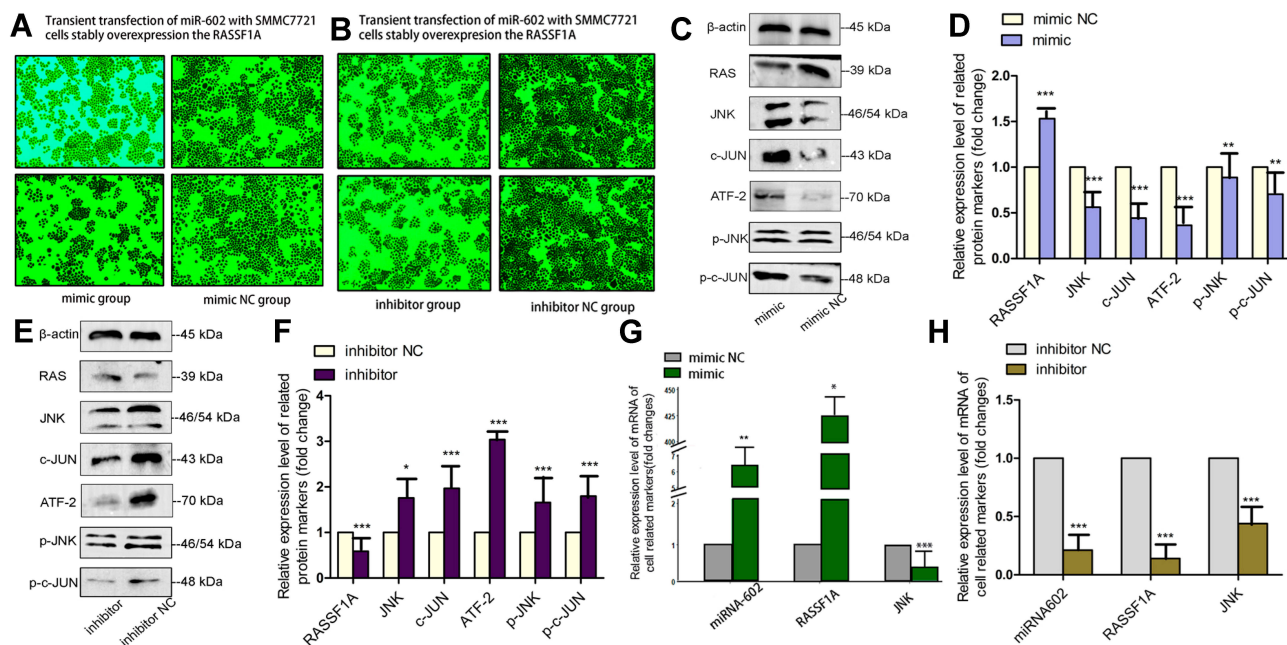 A
Transient transfection of miR-602 with SMMC7721
cells stably overexpression the RASSF1A
mimic group
mimic NC group
B
Transient transfection of miR-602 with SMMC7721
cells stably overexpresion the RASSF1A
inhibitor group
inhibitor NC group
C
β-actin
--45 kDa
RAS
--39 kDa
JNK
--46/54 kDa
c-JUN
--43 kDa
ATF-2
--70 kDa
p-JNK
--46/54 kDa
p-c-JUN
--48 kDa
mimic
mimic NC
D
mimic NC
mimic
Relative expression level of related
protein markers (fold change)
2.0
1.5
1.0
0.5
0.0
***
***
***
***
**
**
RASSF1A
JNK
c-JUN
ATF-2
p-JNK
p-c-JUN
E
β-actin
--45 kDa
RAS
--39 kDa
JNK
--46/54 kDa
c-JUN
--43 kDa
ATF-2
--70 kDa
p-JNK
--46/54 kDa
p-c-JUN
--48 kDa
inhibitor
inhibitor NC
F
inhibitor NC
inhibitor
Relative expression level of related
protein markers (fold change)
4
3
2
1
0
***
*
***
***
***
***
RASSF1A
JNK
c-JUN
ATF-2
p-JNK
p-c-JUN
G
mimic NC
mimic
Relative expression level of mRNA of
cell related markers(fold changes)
450
425
400
7
6
5
2
1
0
**
*
***
miRNA-602
RASSF1A
JNK
H
inhibitor NC
inhibitor
Relative expression level of mRNA of
cell related markers (fold changes)
1.5
1.0
0.5
0.0
***
***
***
miRNA602
RASSF1A
JNK